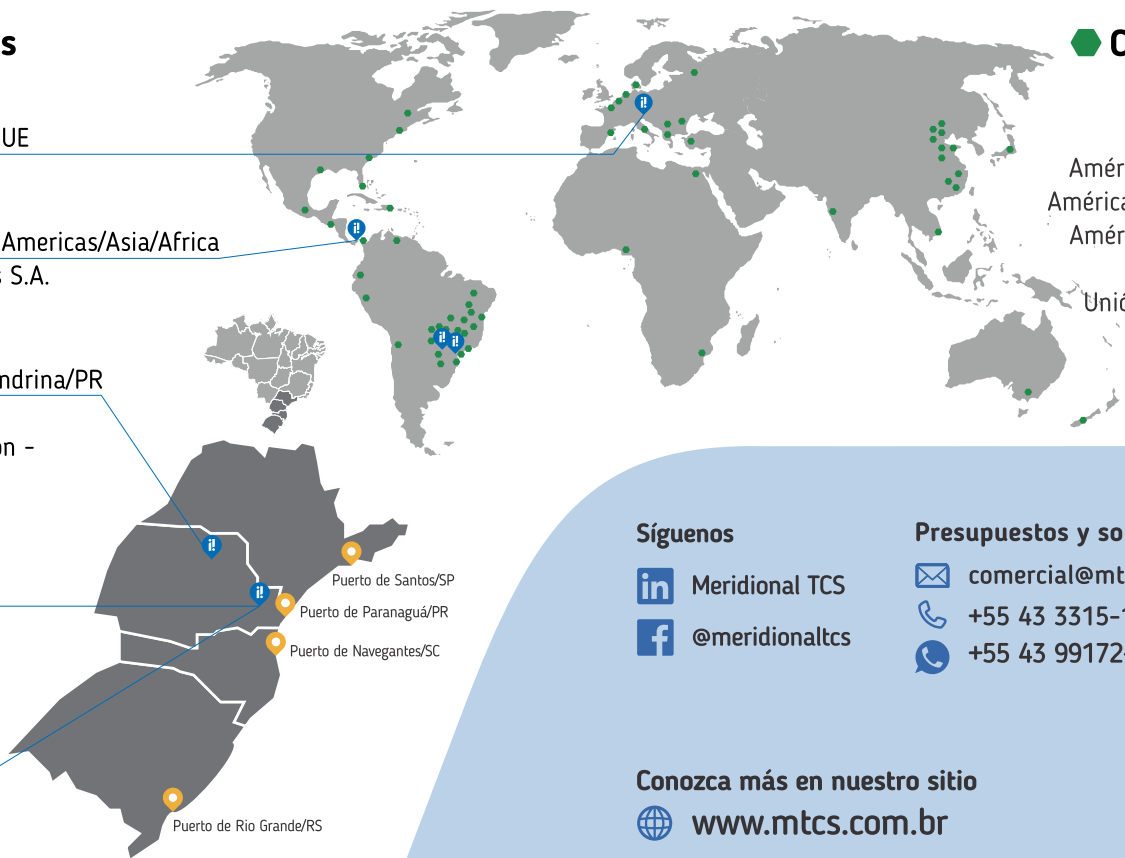 s
UE
Americas/Asia/Africa
s S.A.
ndrina/PR
ón -
Puerto de Santos/SP
Puerto de Paranaguá/PR
Puerto de Navegantes/SC
Puerto de Rio Grande/RS
C
Amér
América
Amér
Unió
Síguenos
Meridional TCS
@meridionaltcs
Presupuestos y so
comercial@mt
+55 43 3315-1
+55 43 99172-
Conozca más en nuestro sitio
www.mtcs.com.br